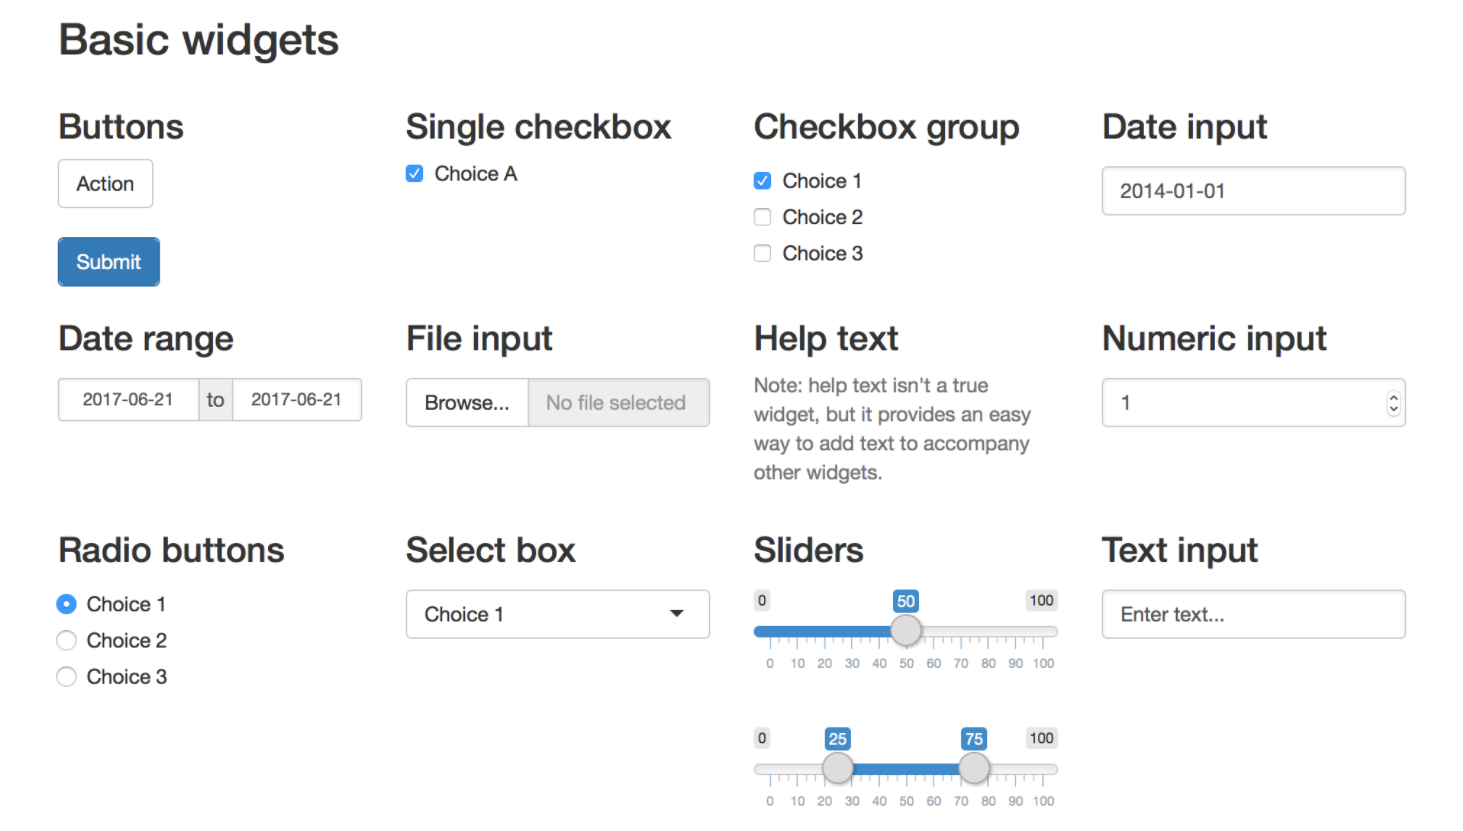 Basic widgets
Buttons
Action
Submit
Single checkbox
Choice A
Checkbox group
Choice 1
Choice 2
Choice 3
Date input
2014-01-01
Date range
2017-06-21 to 2017-06-21
File input
Browse... No file selected
Help text
Note: help text isn't a true
widget, but it provides an easy
way to add text to accompany
other widgets.
Numeric input
1
Radio buttons
Choice 1
Choice 2
Choice 3
Select box
Choice 1
Sliders
0 50 100
0 10 20 30 40 50 60 70 80 90 100
0 25 75 100
0 10 20 30 40 50 60 70 80 90 100
Text input
Enter text...